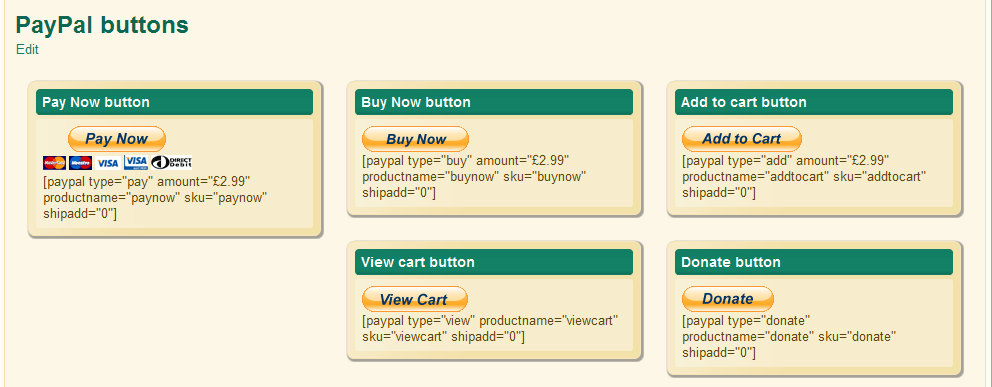 PayPal buttons
Edit
Pay Now button
Pay Now
MasterCard Maestro VISA VISA DIRECT Debit
[paypal type="pay" amount="£2.99"
productname="paynow" sku="paynow"
shipadd="0"]
Buy Now button
Buy Now
[paypal type="buy" amount="£2.99"
productname="buynow" sku="buynow"
shipadd="0"]
Add to cart button
Add to Cart
[paypal type="add" amount="£2.99"
productname="addtocart" sku="addtocart"
shipadd="0"]
View cart button
View Cart
[paypal type="view" productname="viewcart"
sku="viewcart" shipadd="0"]
Donate button
Donate
[paypal type="donate"
productname="donate" sku="donate"
shipadd="0"]